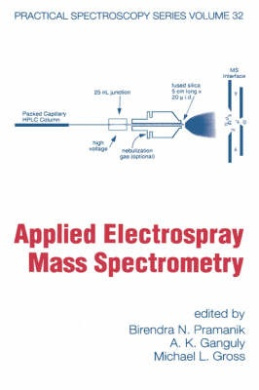 PRACTICAL SPECTROSCOPY SERIES VOLUME 32
MS
Interface
25 nL junction
fused silica
5 cm long x
20 μ i.d.
Packed Capillary
HPLC Column
high
voltage
nebulization
gas (optional)
Applied Electrospray
Mass Spectrometry
edited by
Birendra N. Pramanik
A. K. Ganguly
Michael L. Gross